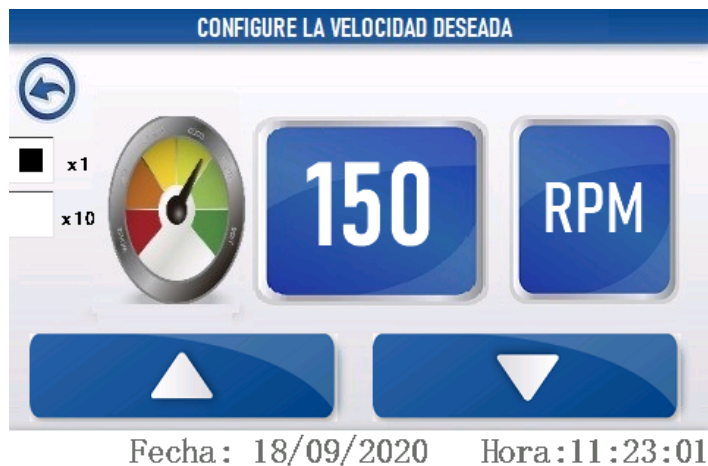 CONFIGURE LA VELOCIDAD DESEADA
x1
x10
150
RPM
Fecha: 18/09/2020 Hora:11:23:01